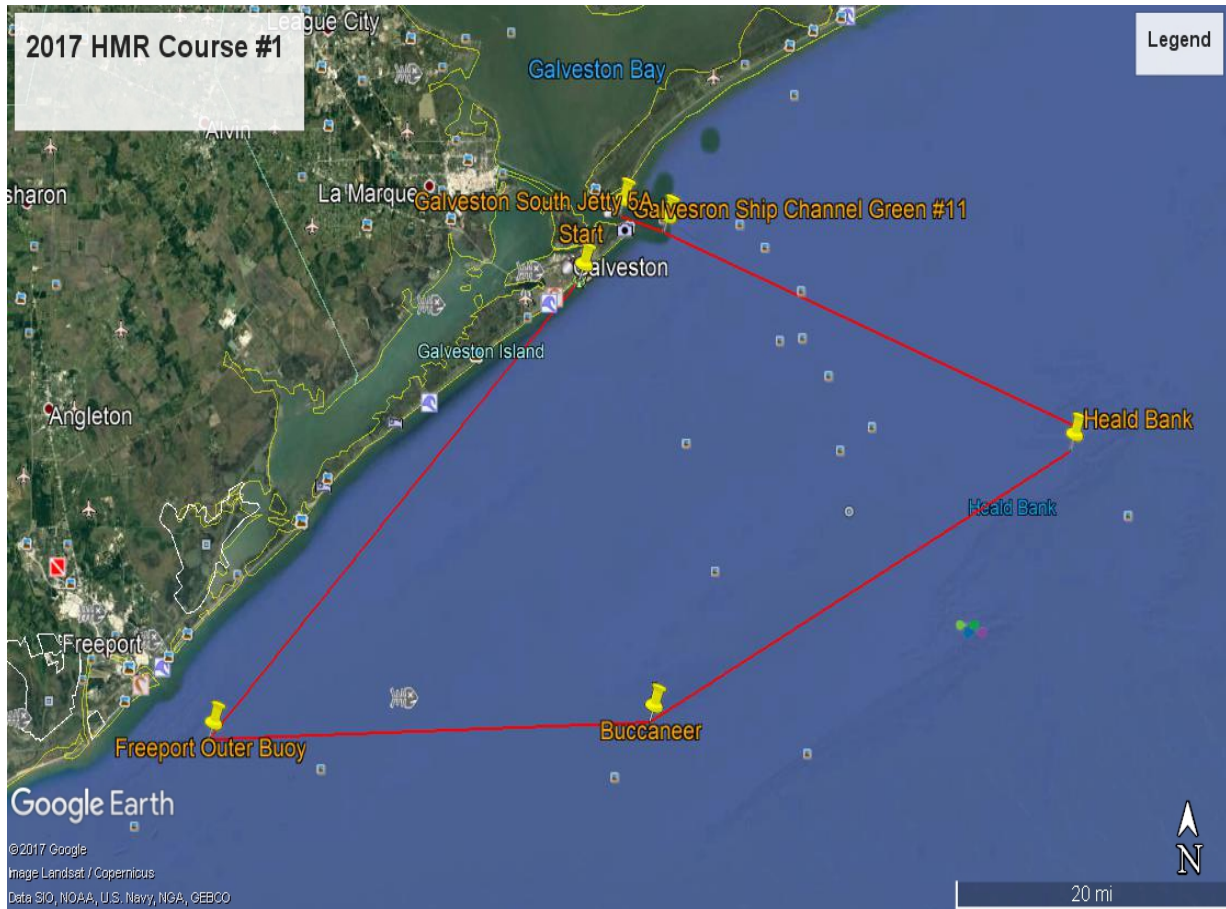 2017 HMR Course #1
Legend
League City
Galveston Bay
Alvin
sharon
La Marque
Galveston South Jetty 5A
Galvesron Ship Channel Green #11
Start
Galveston
Galveston Island
Angleton
Heald Bank
Heald Bank
Freeport
Buccaneer
Freeport Outer Buoy
Google Earth
©2017 Google
Image Landsat / Copernicus
Data SIO, NOAA, U.S. Navy, NGA, GEBCO
N
20 mi